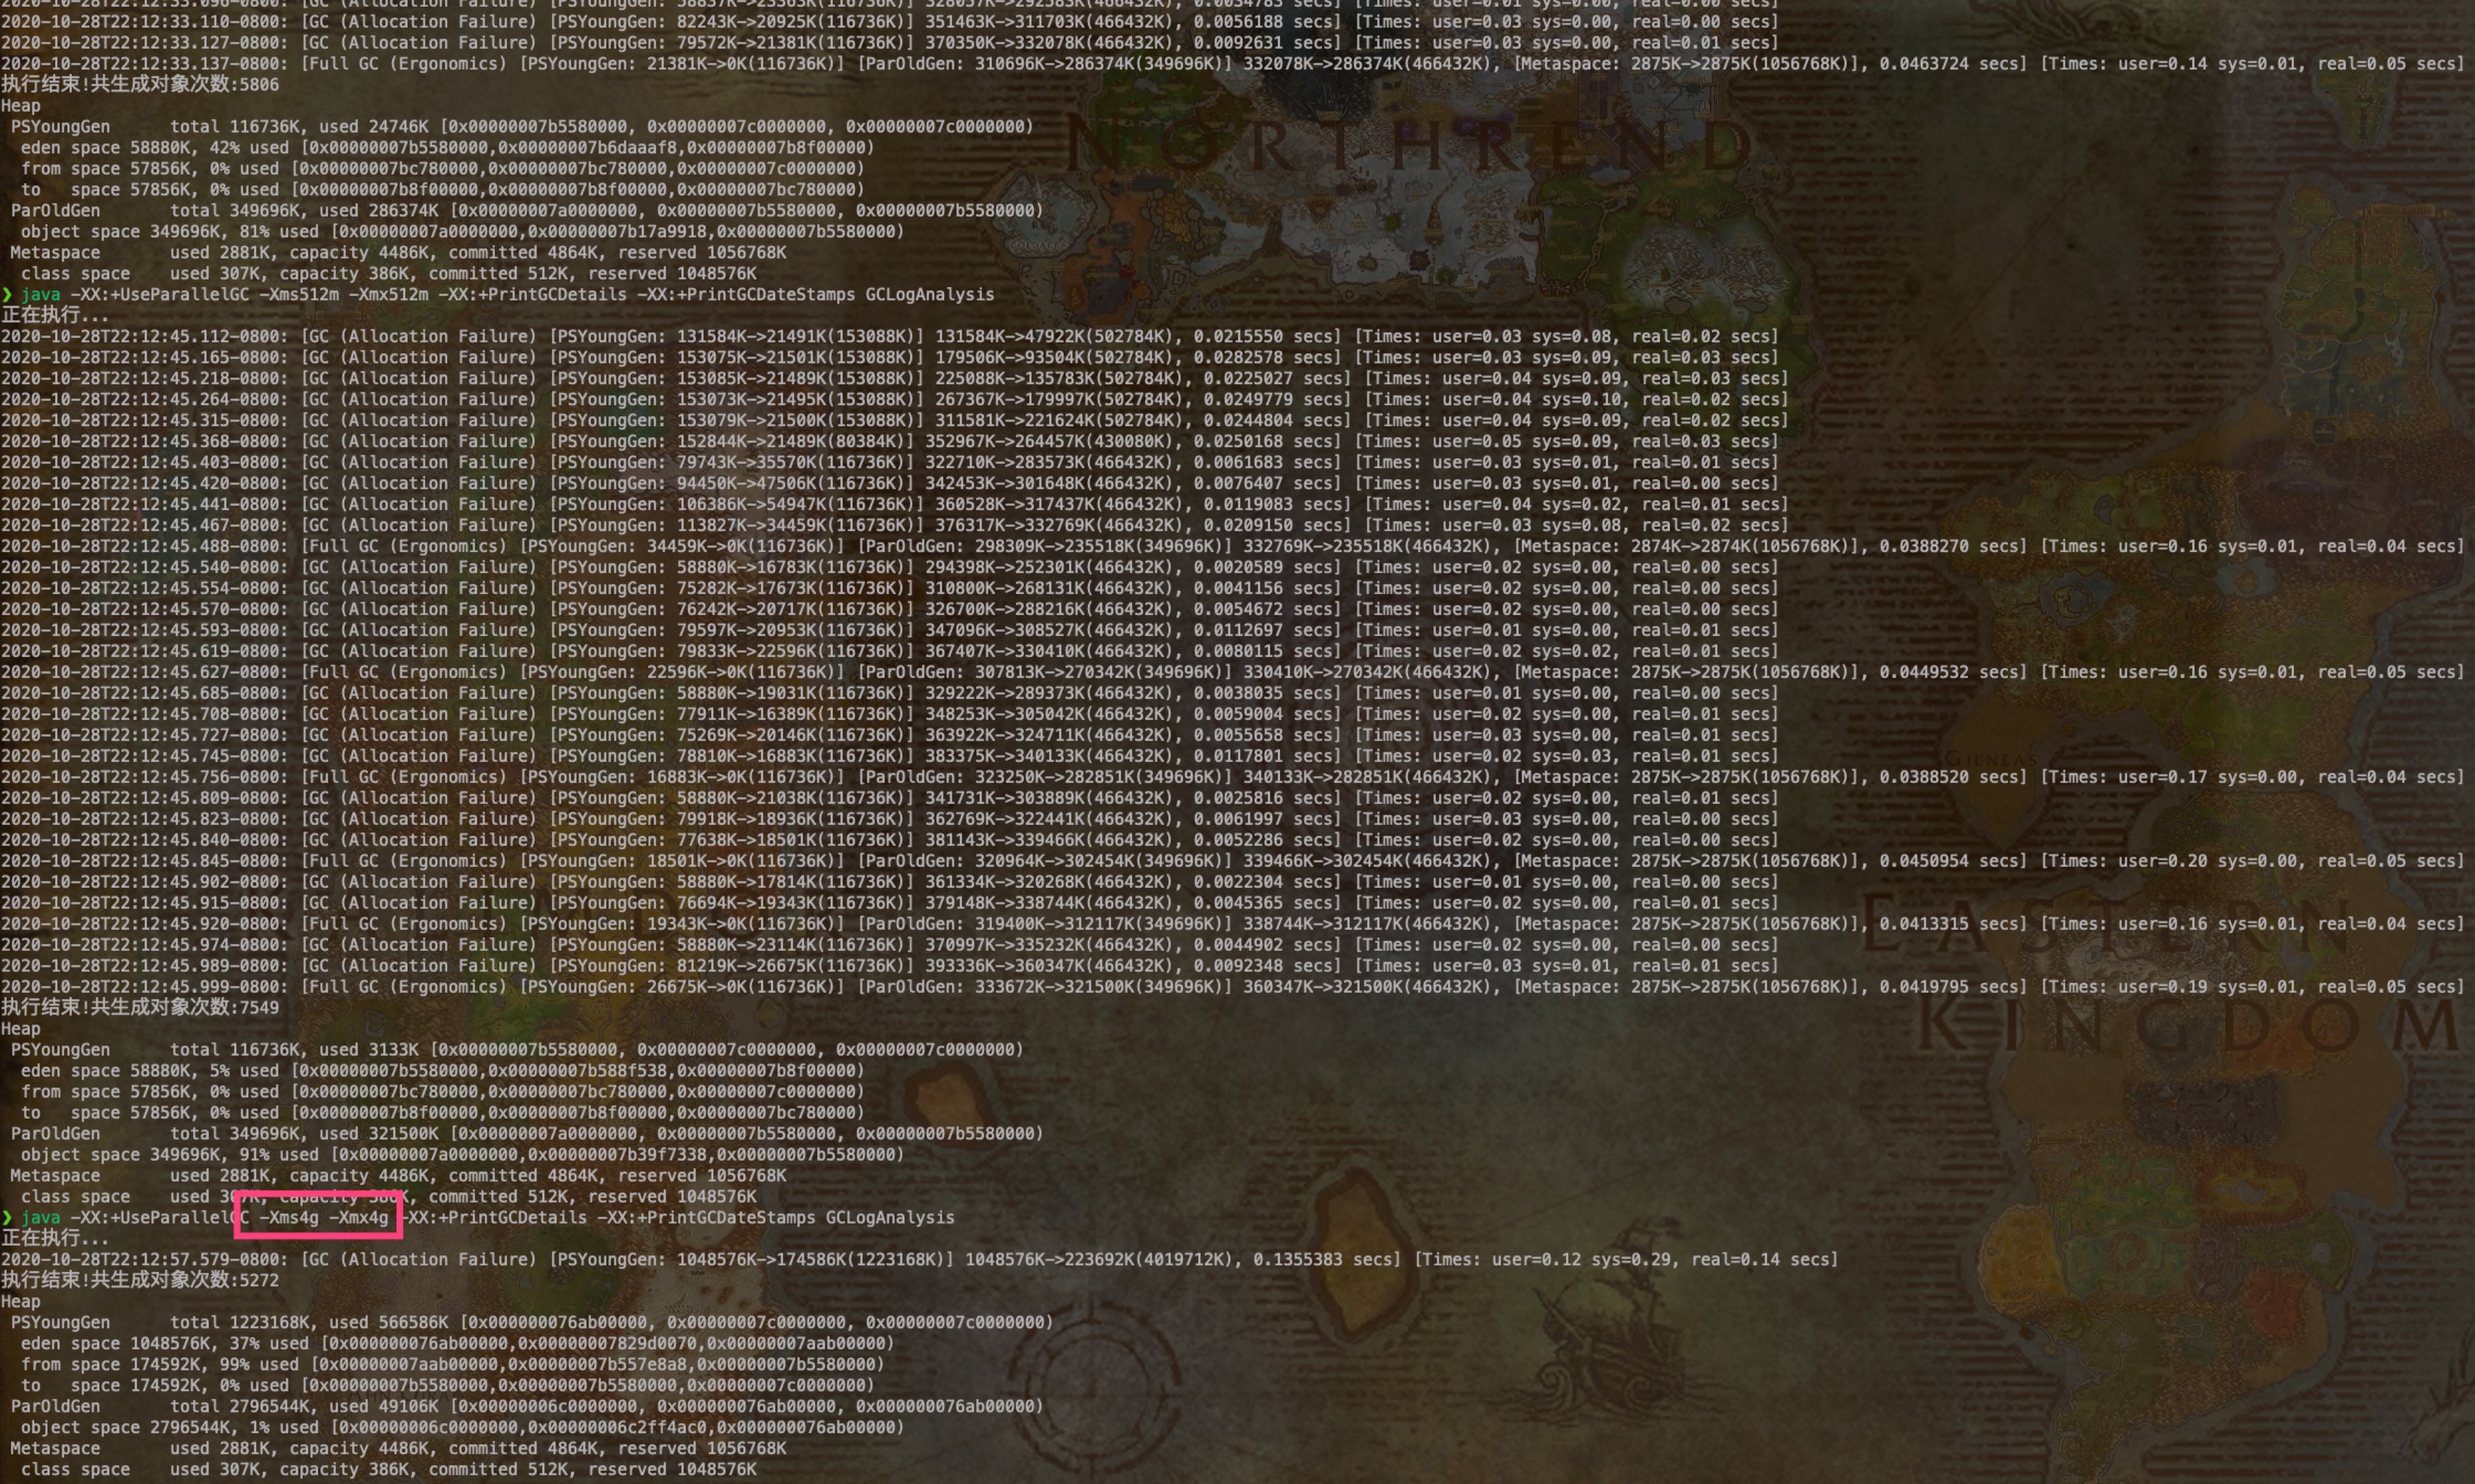 2020-10-28T22:12:33.096-0800: [GC (Allocation Failure) [PSYoungGen: 58837K->23365K(116736K)] 328037K->292583K(466432K), 0.0034783 secs] [Times: user=0.01 sys=0.00, real=0.00 secs]
2020-10-28T22:12:33.110-0800: [GC (Allocation Failure) [PSYoungGen: 82243K->20925K(116736K)] 351463K->311703K(466432K), 0.0056188 secs] [Times: user=0.03 sys=0.00, real=0.00 secs]
2020-10-28T22:12:33.127-0800: [GC (Allocation Failure) [PSYoungGen: 79572K->21381K(116736K)] 370350K->332078K(466432K), 0.0092631 secs] [Times: user=0.03 sys=0.00, real=0.01 secs]
2020-10-28T22:12:33.137-0800: [Full GC (Ergonomics) [PSYoungGen: 21381K->0K(116736K)] [ParOldGen: 310696K->286374K(349696K)] 332078K->286374K(466432K), [Metaspace: 2875K->2875K(1056768K)], 0.0463724 secs] [Times: user=0.14 sys=0.01, real=0.05 secs]
执行结束!共生成对象次数:5806
Heap
PSYoungGen total 116736K, used 24746K [0x00000007b5580000, 0x00000007c0000000, 0x00000007c0000000)
eden space 58880K, 42% used [0x00000007b5580000,0x00000007b6daaaf8,0x00000007b8f00000)
from space 57856K, 0% used [0x00000007bc780000,0x00000007bc780000,0x00000007c0000000)
to space 57856K, 0% used [0x00000007b8f00000,0x00000007b8f00000,0x00000007bc780000)
ParOldGen total 349696K, used 286374K [0x00000007a0000000, 0x00000007b5580000, 0x00000007b5580000)
object space 349696K, 81% used [0x00000007a0000000,0x00000007b17a9918,0x00000007b5580000)
Metaspace used 2881K, capacity 4486K, committed 4864K, reserved 1056768K
class space used 307K, capacity 386K, committed 512K, reserved 1048576K
❯ java -XX:+UseParallelGC -Xms512m -Xmx512m -XX:+PrintGCDetails -XX:+PrintGCDateStamps GCLogAnalysis
正在执行...
2020-10-28T22:12:45.112-0800: [GC (Allocation Failure) [PSYoungGen: 131584K->21491K(153088K)] 131584K->47922K(502784K), 0.0215550 secs] [Times: user=0.03 sys=0.08, real=0.02 secs]
2020-10-28T22:12:45.165-0800: [GC (Allocation Failure) [PSYoungGen: 153075K->21501K(153088K)] 179506K->93504K(502784K), 0.0282578 secs] [Times: user=0.03 sys=0.09, real=0.03 secs]
2020-10-28T22:12:45.218-0800: [GC (Allocation Failure) [PSYoungGen: 153085K->21489K(153088K)] 225088K->135783K(502784K), 0.0225027 secs] [Times: user=0.04 sys=0.09, real=0.03 secs]
2020-10-28T22:12:45.264-0800: [GC (Allocation Failure) [PSYoungGen: 153073K->21495K(153088K)] 267367K->179997K(502784K), 0.0249779 secs] [Times: user=0.04 sys=0.10, real=0.02 secs]
2020-10-28T22:12:45.315-0800: [GC (Allocation Failure) [PSYoungGen: 153079K->21500K(153088K)] 311581K->221624K(502784K), 0.0244804 secs] [Times: user=0.04 sys=0.09, real=0.02 secs]
2020-10-28T22:12:45.368-0800: [GC (Allocation Failure) [PSYoungGen: 152844K->21489K(80384K)] 352967K->264457K(430080K), 0.0250168 secs] [Times: user=0.05 sys=0.09, real=0.03 secs]
2020-10-28T22:12:45.403-0800: [GC (Allocation Failure) [PSYoungGen: 79743K->35570K(116736K)] 322710K->283573K(466432K), 0.0061683 secs] [Times: user=0.03 sys=0.01, real=0.01 secs]
2020-10-28T22:12:45.420-0800: [GC (Allocation Failure) [PSYoungGen: 94450K->47506K(116736K)] 342453K->301648K(466432K), 0.0076407 secs] [Times: user=0.03 sys=0.01, real=0.00 secs]
2020-10-28T22:12:45.441-0800: [GC (Allocation Failure) [PSYoungGen: 106386K->54947K(116736K)] 360528K->317437K(466432K), 0.0119083 secs] [Times: user=0.04 sys=0.02, real=0.01 secs]
2020-10-28T22:12:45.467-0800: [GC (Allocation Failure) [PSYoungGen: 113827K->34459K(116736K)] 376317K->332769K(466432K), 0.0209150 secs] [Times: user=0.03 sys=0.08, real=0.02 secs]
2020-10-28T22:12:45.488-0800: [Full GC (Ergonomics) [PSYoungGen: 34459K->0K(116736K)] [ParOldGen: 298309K->235518K(349696K)] 332769K->235518K(466432K), [Metaspace: 2874K->2874K(1056768K)], 0.0388270 secs] [Times: user=0.16 sys=0.01, real=0.04 secs]
2020-10-28T22:12:45.540-0800: [GC (Allocation Failure) [PSYoungGen: 58880K->16783K(116736K)] 294398K->252301K(466432K), 0.0020589 secs] [Times: user=0.02 sys=0.00, real=0.00 secs]
2020-10-28T22:12:45.554-0800: [GC (Allocation Failure) [PSYoungGen: 75282K->17673K(116736K)] 310800K->268131K(466432K), 0.0041156 secs] [Times: user=0.02 sys=0.00, real=0.01 secs]
2020-10-28T22:12:45.570-0800: [GC (Allocation Failure) [PSYoungGen: 76242K->20717K(116736K)] 326700K->288216K(466432K), 0.0054672 secs] [Times: user=0.02 sys=0.00, real=0.00 secs]
2020-10-28T22:12:45.593-0800: [GC (Allocation Failure) [PSYoungGen: 79597K->20953K(116736K)] 347096K->308527K(466432K), 0.0112697 secs] [Times: user=0.01 sys=0.00, real=0.01 secs]
2020-10-28T22:12:45.619-0800: [GC (Allocation Failure) [PSYoungGen: 79833K->22596K(116736K)] 367407K->330410K(466432K), 0.0080115 secs] [Times: user=0.02 sys=0.02, real=0.01 secs]
2020-10-28T22:12:45.627-0800: [Full GC (Ergonomics) [PSYoungGen: 22596K->0K(116736K)] [ParOldGen: 307813K->270342K(349696K)] 330410K->270342K(466432K), [Metaspace: 2875K->2875K(1056768K)], 0.0449532 secs] [Times: user=0.16 sys=0.01, real=0.05 secs]
2020-10-28T22:12:45.685-0800: [GC (Allocation Failure) [PSYoungGen: 58880K->19031K(116736K)] 329222K->289373K(466432K), 0.0038035 secs] [Times: user=0.01 sys=0.00, real=0.00 secs]
2020-10-28T22:12:45.708-0800: [GC (Allocation Failure) [PSYoungGen: 77911K->16389K(116736K)] 348253K->305042K(466432K), 0.0059004 secs] [Times: user=0.02 sys=0.00, real=0.01 secs]
2020-10-28T22:12:45.727-0800: [GC (Allocation Failure) [PSYoungGen: 75269K->20146K(116736K)] 363922K->324711K(466432K), 0.0055658 secs] [Times: user=0.03 sys=0.00, real=0.01 secs]
2020-10-28T22:12:45.745-0800: [GC (Allocation Failure) [PSYoungGen: 78810K->16883K(116736K)] 383375K->340133K(466432K), 0.0117801 secs] [Times: user=0.02 sys=0.03, real=0.01 secs]
2020-10-28T22:12:45.756-0800: [Full GC (Ergonomics) [PSYoungGen: 16883K->0K(116736K)] [ParOldGen: 323250K->282851K(349696K)] 340133K->282851K(466432K), [Metaspace: 2875K->2875K(1056768K)], 0.0388520 secs] [Times: user=0.17 sys=0.00, real=0.04 secs]
2020-10-28T22:12:45.809-0800: [GC (Allocation Failure) [PSYoungGen: 58880K->21038K(116736K)] 341731K->303889K(466432K), 0.0025816 secs] [Times: user=0.02 sys=0.00, real=0.01 secs]
2020-10-28T22:12:45.823-0800: [GC (Allocation Failure) [PSYoungGen: 79918K->18936K(116736K)] 362769K->322441K(466432K), 0.0061997 secs] [Times: user=0.03 sys=0.00, real=0.00 secs]
2020-10-28T22:12:45.840-0800: [GC (Allocation Failure) [PSYoungGen: 77638K->18501K(116736K)] 381143K->339466K(466432K), 0.0052286 secs] [Times: user=0.02 sys=0.00, real=0.00 secs]
2020-10-28T22:12:45.845-0800: [Full GC (Ergonomics) [PSYoungGen: 18501K->0K(116736K)] [ParOldGen: 320964K->302454K(349696K)] 339466K->302454K(466432K), [Metaspace: 2875K->2875K(1056768K)], 0.0450954 secs] [Times: user=0.20 sys=0.00, real=0.05 secs]
2020-10-28T22:12:45.902-0800: [GC (Allocation Failure) [PSYoungGen: 58880K->17814K(116736K)] 361334K->320268K(466432K), 0.0022304 secs] [Times: user=0.01 sys=0.00, real=0.00 secs]
2020-10-28T22:12:45.915-0800: [GC (Allocation Failure) [PSYoungGen: 76694K->19343K(116736K)] 379148K->338744K(466432K), 0.0045365 secs] [Times: user=0.02 sys=0.00, real=0.01 secs]
2020-10-28T22:12:45.920-0800: [Full GC (Ergonomics) [PSYoungGen: 19343K->0K(116736K)] [ParOldGen: 319400K->312117K(349696K)] 338744K->312117K(466432K), [Metaspace: 2875K->2875K(1056768K)], 0.0413315 secs] [Times: user=0.16 sys=0.01, real=0.04 secs]
2020-10-28T22:12:45.974-0800: [GC (Allocation Failure) [PSYoungGen: 58880K->23114K(116736K)] 370997K->335232K(466432K), 0.0044902 secs] [Times: user=0.02 sys=0.00, real=0.00 secs]
2020-10-28T22:12:45.989-0800: [GC (Allocation Failure) [PSYoungGen: 81219K->26675K(116736K)] 393336K->360347K(466432K), 0.0092348 secs] [Times: user=0.03 sys=0.01, real=0.01 secs]
2020-10-28T22:12:45.999-0800: [Full GC (Ergonomics) [PSYoungGen: 26675K->0K(116736K)] [ParOldGen: 333672K->321500K(349696K)] 360347K->321500K(466432K), [Metaspace: 2875K->2875K(1056768K)], 0.0419795 secs] [Times: user=0.19 sys=0.01, real=0.05 secs]
执行结束!共生成对象次数:7549
Heap
PSYoungGen total 116736K, used 3133K [0x00000007b5580000, 0x00000007c0000000, 0x00000007c0000000)
eden space 58880K, 5% used [0x00000007b5580000,0x00000007b588f538,0x00000007b8f00000)
from space 57856K, 0% used [0x00000007bc780000,0x00000007bc780000,0x00000007c0000000)
to space 57856K, 0% used [0x00000007b8f00000,0x00000007b8f00000,0x00000007bc780000)
ParOldGen total 349696K, used 321500K [0x00000007a0000000, 0x00000007b5580000, 0x00000007b5580000)
object space 349696K, 91% used [0x00000007a0000000,0x00000007b39f7338,0x00000007b5580000)
Metaspace used 2881K, capacity 4486K, committed 4864K, reserved 1056768K
class space used 307K, capacity 386K, committed 512K, reserved 1048576K
❯ java -XX:+UseParallelGC -Xms4g -Xmx4g -XX:+PrintGCDetails -XX:+PrintGCDateStamps GCLogAnalysis
正在执行...
2020-10-28T22:12:57.579-0800: [GC (Allocation Failure) [PSYoungGen: 1048576K->174586K(1223168K)] 1048576K->223692K(4019712K), 0.1355383 secs] [Times: user=0.12 sys=0.29, real=0.14 secs]
执行结束!共生成对象次数:5272
Heap
PSYoungGen total 1223168K, used 566586K [0x000000076ab00000, 0x00000007c0000000, 0x00000007c0000000)
eden space 1048576K, 37% used [0x000000076ab00000,0x00000007829d0070,0x00000007aab00000)
from space 174592K, 99% used [0x00000007aab00000,0x00000007b557e8a8,0x00000007b5580000)
to space 174592K, 0% used [0x00000007b5580000,0x00000007b5580000,0x00000007c0000000)
ParOldGen total 2796544K, used 49106K [0x00000006c0000000, 0x000000076ab00000, 0x000000076ab00000)
object space 2796544K, 1% used [0x00000006c0000000,0x00000006c2ff4ac0,0x000000076ab00000)
Metaspace used 2881K, capacity 4486K, committed 4864K, reserved 1056768K
class space used 307K, capacity 386K, committed 512K, reserved 1048576K
NORTHREND
GILNEAS
EASTERN
KINGDOM